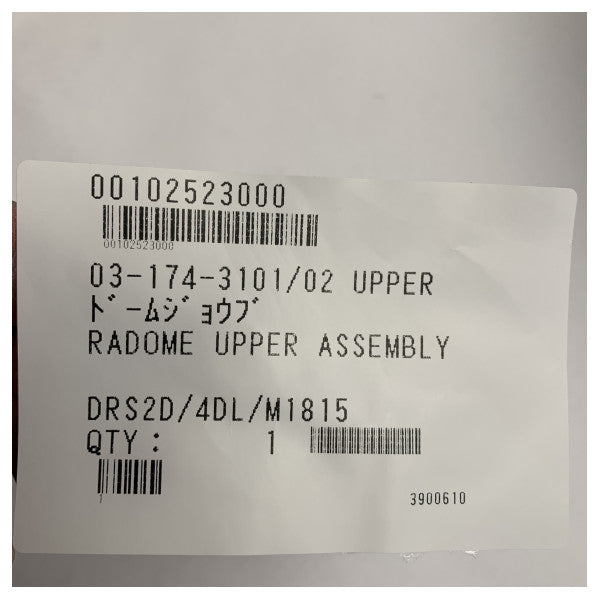 00102523000
00102523000
03-174-3101/02 UPPER
ﾄﾞｰﾑｼﾞｮｳﾌﾞ
RADOME UPPER ASSEMBLY
DRS2D/4DL/M1815
QTY: 1
1
3900610